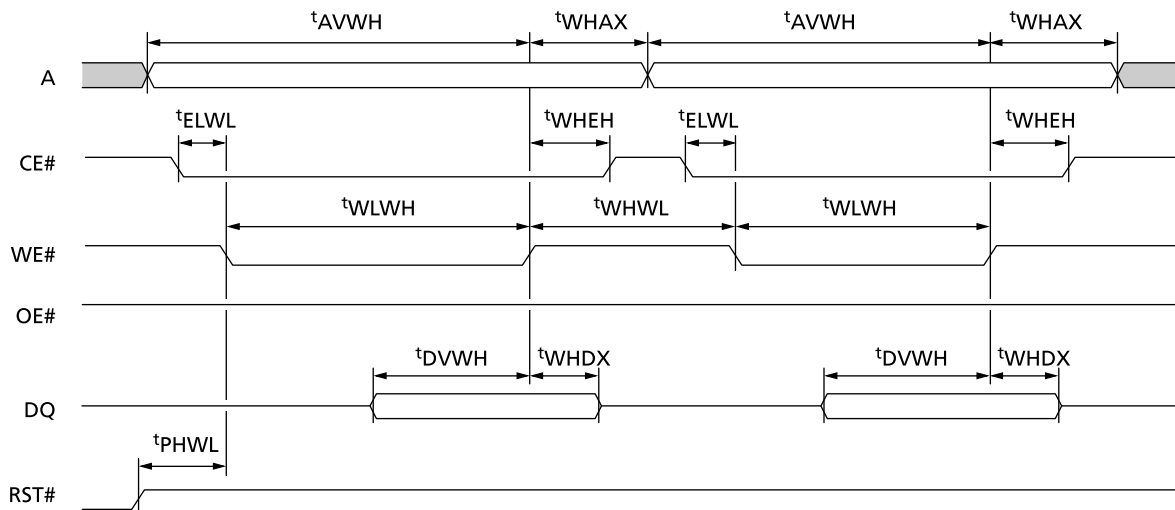 tAVWH tWHAX tAVWH tWHAX
A
tELWL tWHEH tELWL tWHEH
CE#
tWLWH tWHWL tWLWH
WE#
OE#
tDVWH tWHDX tDVWH tWHDX
DQ
tPHWL
RST#